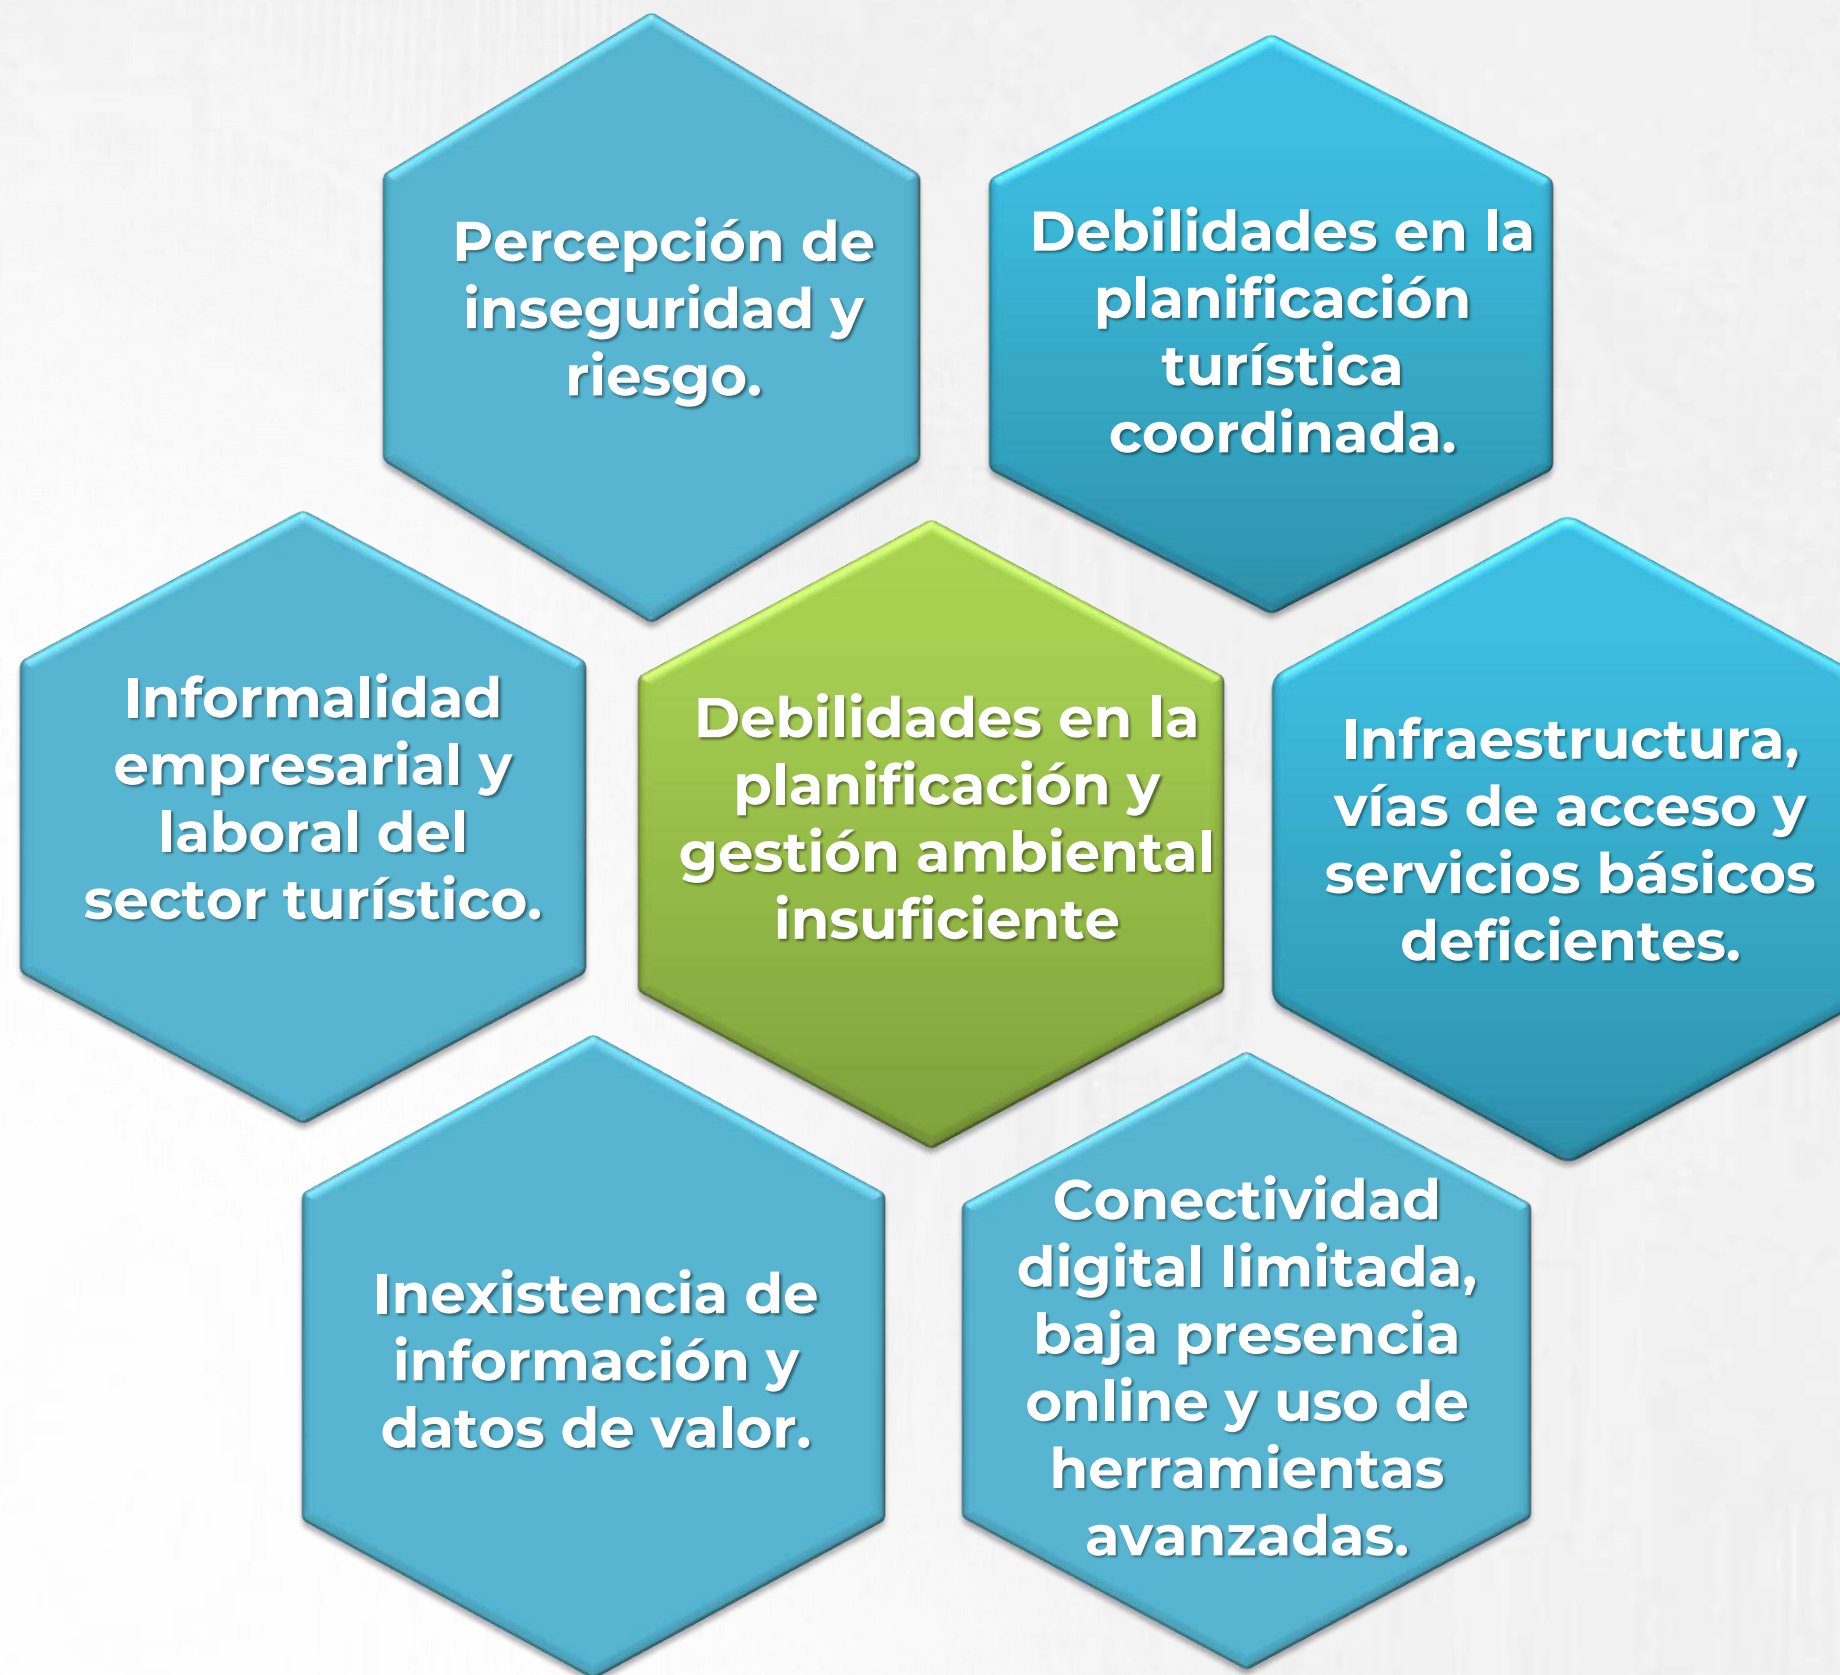 Percepción de
inseguridad y
riesgo.
Debilidades en la
planificación
turística
coordinada.
Informalidad
empresarial y
laboral del
sector turístico.
Debilidades en la
planificación y
gestión ambiental
insuficiente
Infraestructura,
vías de acceso y
servicios básicos
deficientes.
Inexistencia de
información y
datos de valor.
Conectividad
digital limitada,
baja presencia
online y uso de
herramientas
avanzadas.